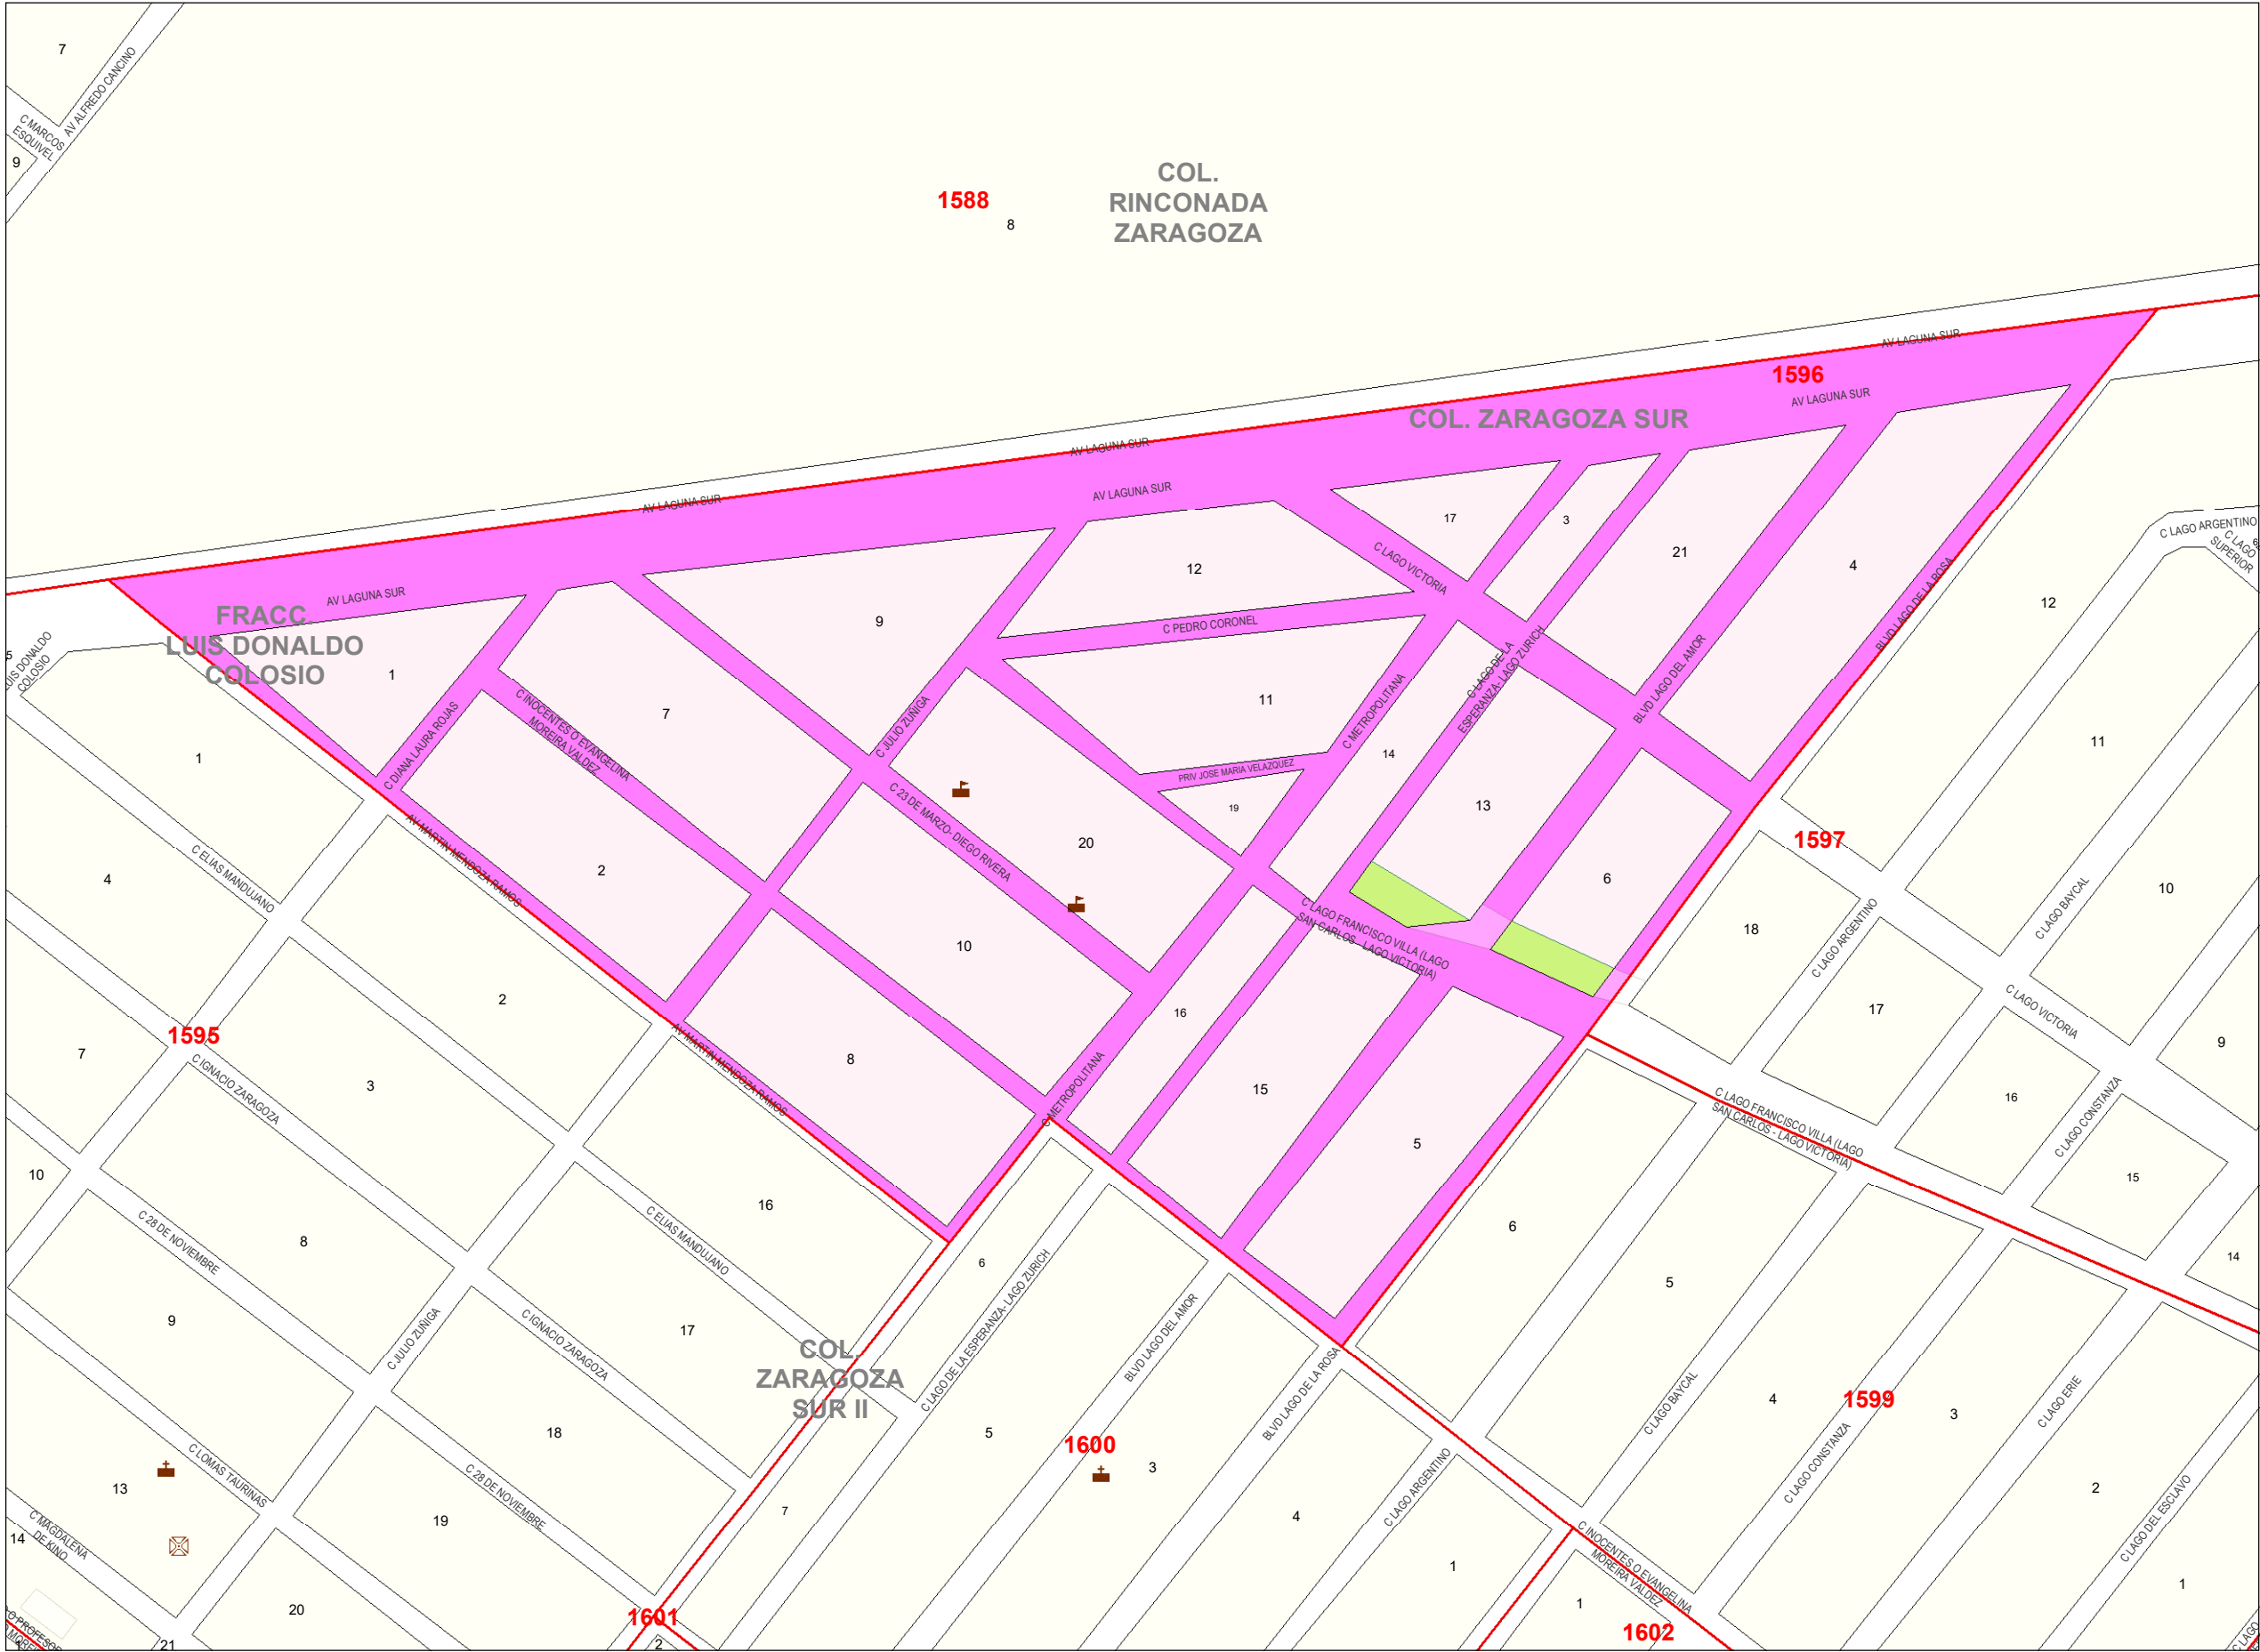 7
AV ALFREDO CANCINO
C MARCOS
ESQUIVEL
9
COL.
RINCONADA
ZARAGOZA
1588
8
AV LAGUNA SUR
1596
AV LAGUNA SUR
COL. ZARAGOZA SUR
AV LAGUNA SUR
AV LAGUNA SUR
AV LAGUNA SUR
AV LAGUNA SUR
FRACC.
LUIS DONALDO
COLOSIO
LUIS DONALDO
COLOSIO
5
1
1
C DIANA LAURA ROJAS
C INOCENTES O EVANGELINA
MOREIRA VALDEZ
7
9
12
C PEDRO CORONEL
C LAGO VICTORIA
17
3
21
4
BLVD LAGO DE LA ROSA
C LAGO ARGENTINO
C LAGO
SUPERIOR
6
12
11
11
C JULIO ZUÑIGA
C METROPOLITANA
C LAGO DE LA
ESPERANZA- LAGO ZURICH
BLVD LAGO DEL AMOR
PRIV JOSE MARIA VELAZQUEZ
14
13
19
20
C 23 DE MARZO- DIEGO RIVERA
2
AV MARTIN MENDOZA RAMOS
C ELIAS MANDUJANO
4
10
6
1597
18
10
C LAGO BAYCAL
C LAGO ARGENTINO
C LAGO FRANCISCO VILLA (LAGO
SAN CARLOS - LAGO VICTORIA)
17
C LAGO VICTORIA
9
16
15
5
16
C LAGO CONSTANZA
15
14
2
1595
7
C IGNACIO ZARAGOZA
3
AV MARTIN MENDOZA RAMOS
8
C METROPOLITANA
C LAGO FRANCISCO VILLA (LAGO
SAN CARLOS - LAGO VICTORIA)
10
C 28 DE NOVIEMBRE
8
16
C ELIAS MANDUJANO
6
C LAGO DE LA ESPERANZA- LAGO ZURICH
6
5
9
C JULIO ZUÑIGA
C IGNACIO ZARAGOZA
17
COL.
ZARAGOZA
SUR II
BLVD LAGO DEL AMOR
BLVD LAGO DE LA ROSA
C LAGO BAYCAL
4
1599
3
C LAGO ERIE
C LAGO CONSTANZA
18
5
1600
3
C LAGO ARGENTINO
C LOMAS TAURINAS
13
C 28 DE NOVIEMBRE
19
7
4
2
C LAGO DEL ESCLAVO
14
C MAGDALENA
DE KINO
C INOCENTES O EVANGELINA
MOREIRA VALDEZ
1
1
1
20
21
1601
2
1602
C LAGO